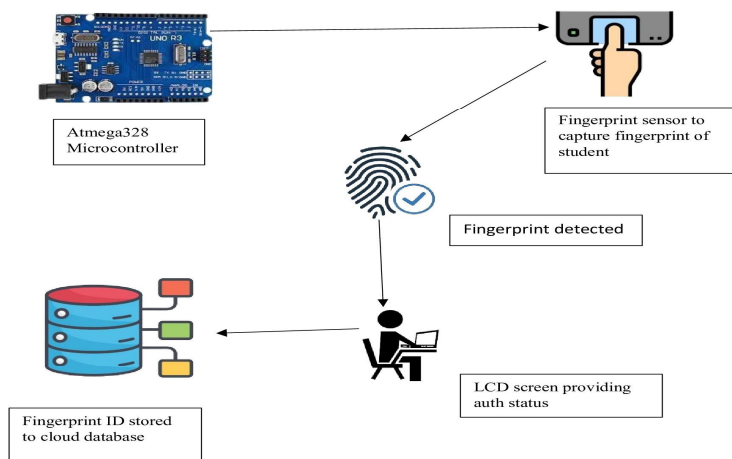 UNO R3
Atmega328
Microcontroller
Fingerprint sensor to
capture fingerprint of
student
Fingerprint detected
LCD screen providing
auth status
Fingerprint ID stored
to cloud database